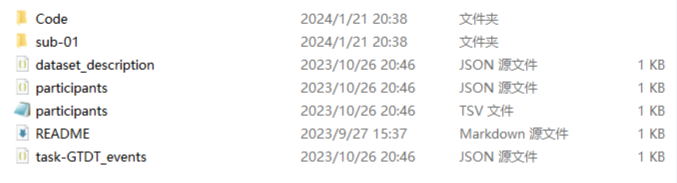 Code 2024/1/21 20:38 文件夹
sub-01 2024/1/21 20:38 文件夹
dataset_description 2023/10/26 20:46 JSON 源文件 1 KB
participants 2023/10/26 20:46 JSON 源文件 1 KB
participants 2023/10/26 20:46 TSV 文件 1 KB
README 2023/9/27 15:37 Markdown 源文件 1 KB
task-GTDT_events 2023/10/26 20:46 JSON 源文件 1 KB